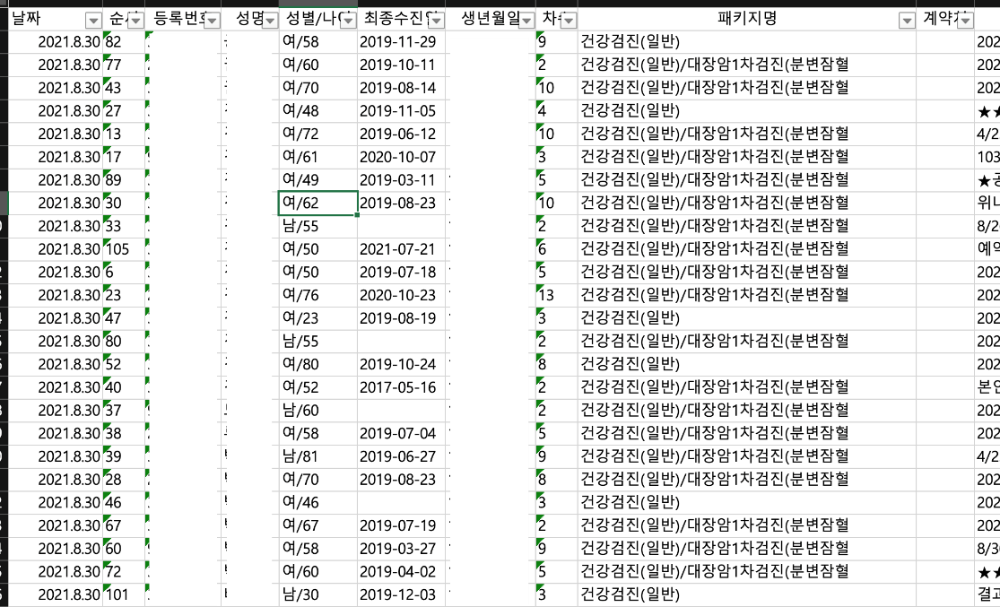 날짜 순 등록번호 성명 성별/나 최종수진일 생년월일 차 패키지명 계약
2021.8.30 82 여/58 2019-11-29 9 건강검진(일반) 202
2021.8.30 77 여/60 2019-10-11 2 건강검진(일반)/대장암1차검진(분변잠혈 202
2021.8.30 43 여/70 2019-08-14 10 건강검진(일반)/대장암1차검진(분변잠혈 202
2021.8.30 27 여/48 2019-11-05 4 건강검진(일반) ★★
2021.8.30 13 여/72 2019-06-12 10 건강검진(일반)/대장암1차검진(분변잠혈 4/2
2021.8.30 17 여/61 2020-10-07 3 건강검진(일반)/대장암1차검진(분변잠혈 103
2021.8.30 89 여/49 2019-03-11 5 건강검진(일반)/대장암1차검진(분변잠혈 ★공
2021.8.30 30 여/62 2019-08-23 10 건강검진(일반)/대장암1차검진(분변잠혈 위니
2021.8.30 33 남/55 2 건강검진(일반)/대장암1차검진(분변잠혈 8/2
2021.8.30 105 여/50 2021-07-21 6 건강검진(일반)/대장암1차검진(분변잠혈 예약
2021.8.30 6 여/50 2019-07-18 5 건강검진(일반)/대장암1차검진(분변잠혈 202
2021.8.30 23 여/76 2020-10-23 13 건강검진(일반)/대장암1차검진(분변잠혈 202
2021.8.30 47 여/23 2019-08-19 3 건강검진(일반) 202
2021.8.30 80 남/55 2 건강검진(일반)/대장암1차검진(분변잠혈 202
2021.8.30 52 여/80 2019-10-24 8 건강검진(일반) 202
2021.8.30 40 여/52 2017-05-16 2 건강검진(일반)/대장암1차검진(분변잠혈 본인
2021.8.30 37 남/60 2 건강검진(일반)/대장암1차검진(분변잠혈 202
2021.8.30 38 여/58 2019-07-04 5 건강검진(일반)/대장암1차검진(분변잠혈 202
2021.8.30 39 남/81 2019-06-27 9 건강검진(일반)/대장암1차검진(분변잠혈 4/2
2021.8.30 28 여/70 2019-08-23 8 건강검진(일반)/대장암1차검진(분변잠혈 202
2021.8.30 46 여/46 3 건강검진(일반) 202
2021.8.30 67 여/67 2019-07-19 2 건강검진(일반)/대장암1차검진(분변잠혈 202
2021.8.30 60 여/58 2019-03-27 9 건강검진(일반)/대장암1차검진(분변잠혈 8/3
2021.8.30 72 여/60 2019-04-02 5 건강검진(일반)/대장암1차검진(분변잠혈 ★★
2021.8.30 101 남/30 2019-12-03 3 건강검진(일반) 결과